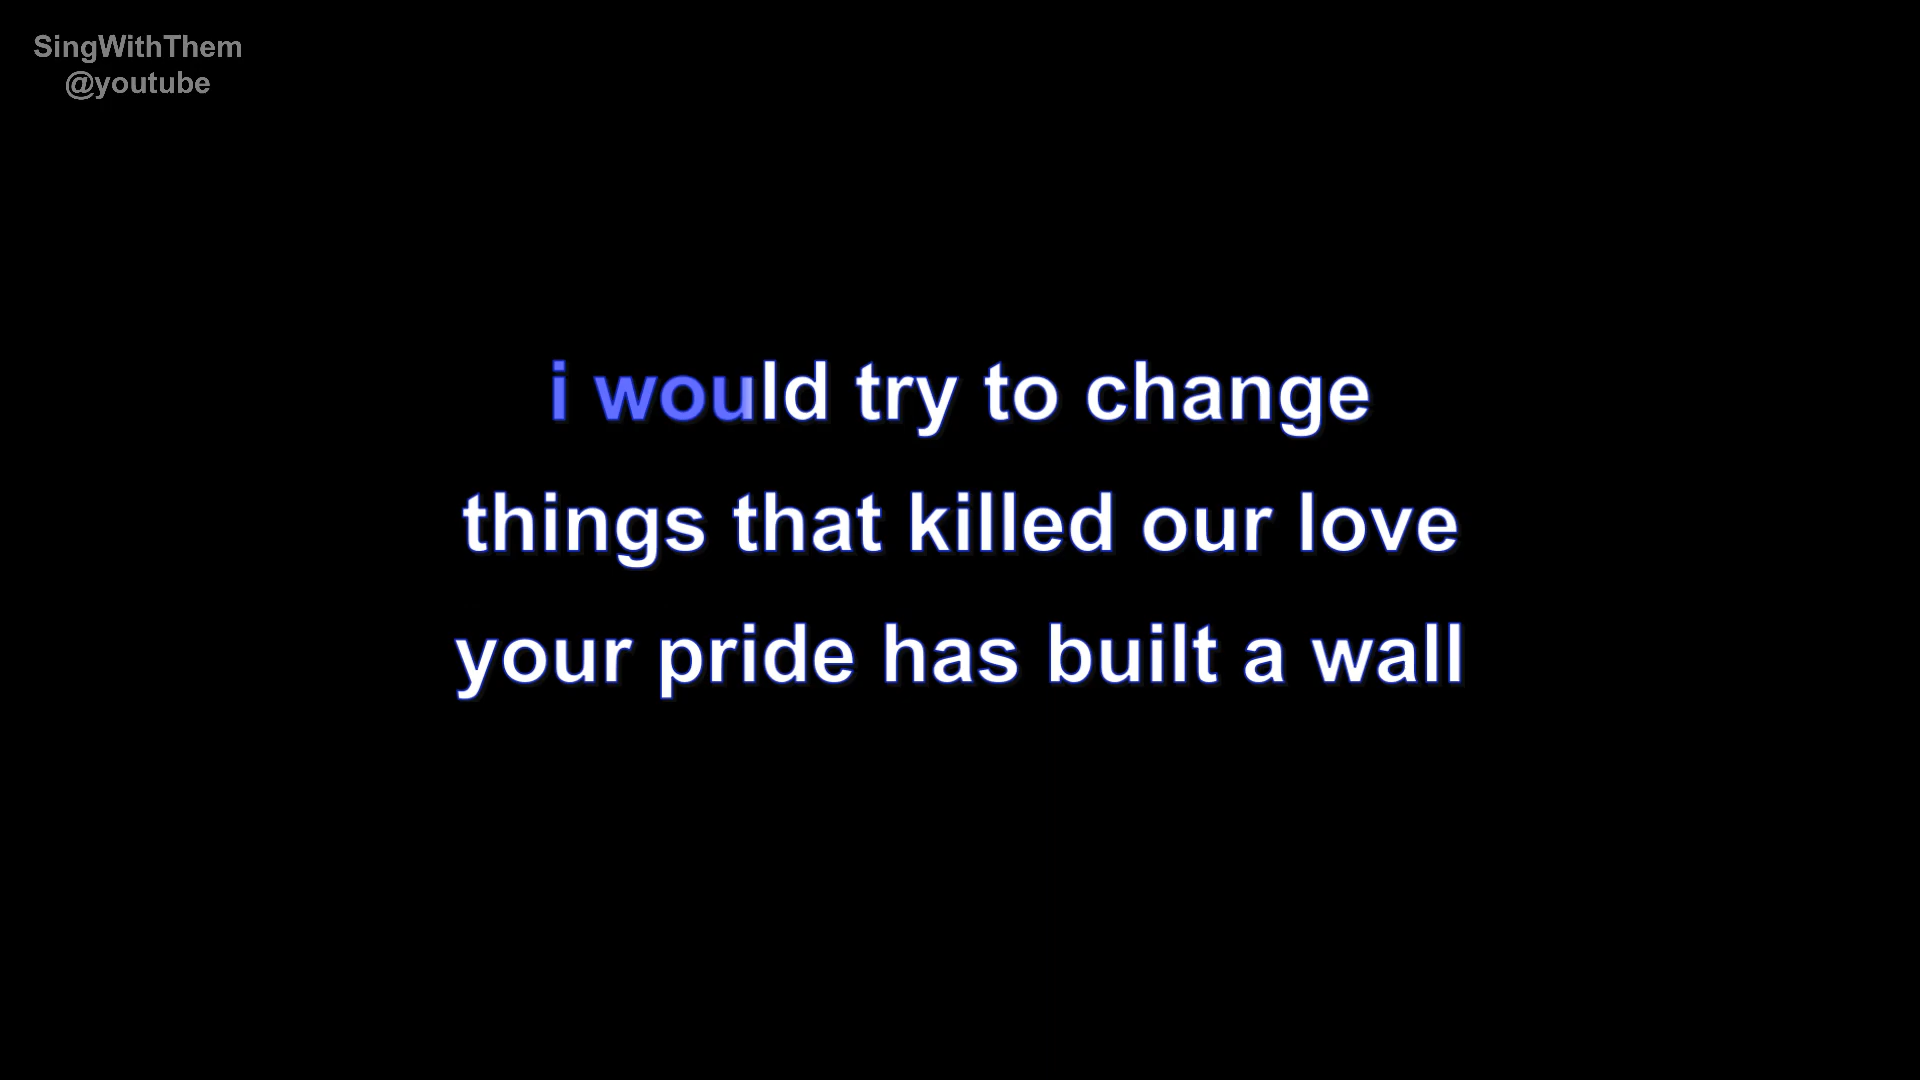 SingWithThem
@youtube
i would try to change
things that killed our love
your pride has built a wall